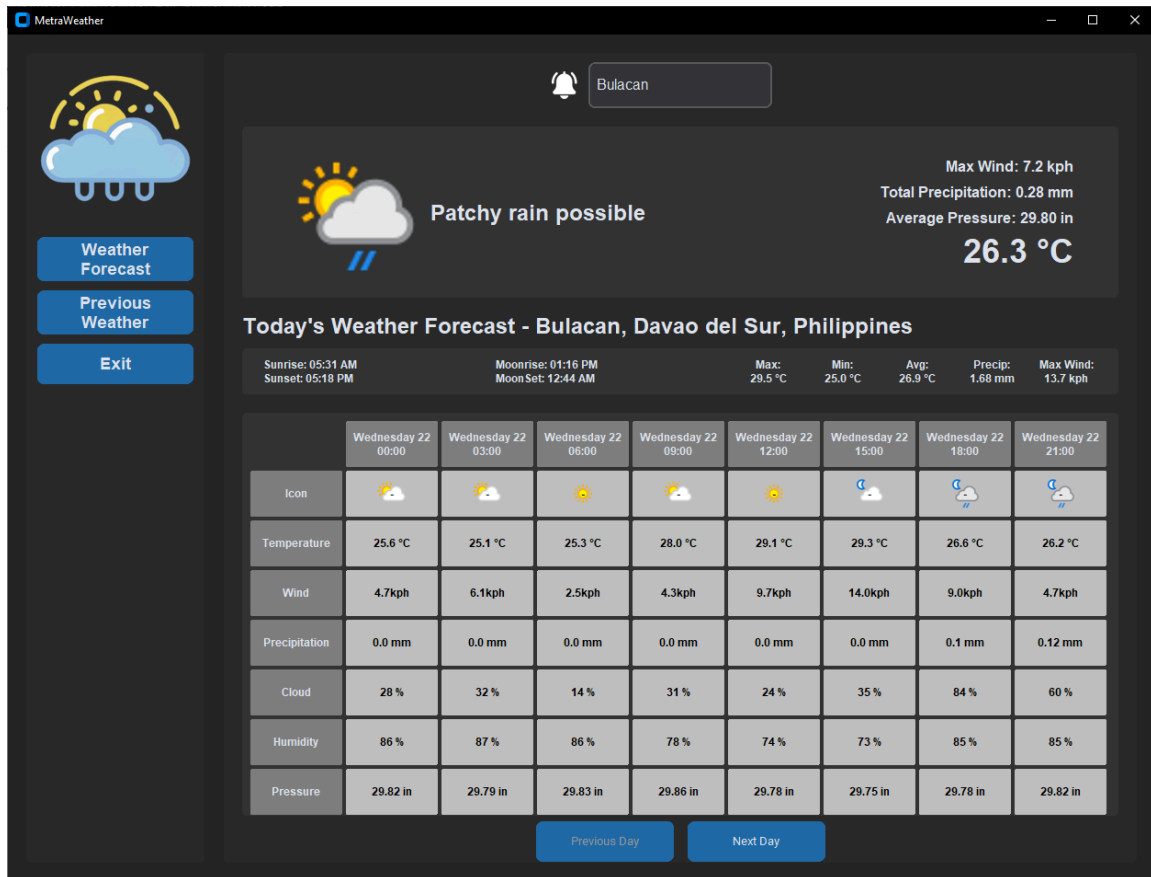 MetraWeather
Bulacan
Max Wind: 7.2 kph
Total Precipitation: 0.28 mm
Patchy rain possible
Average Pressure: 29.80 in
26.3 °C
Weather
Forecast
Previous
Weather
Exit
Today's Weather Forecast - Bulacan, Davao del Sur, Philippines
Sunrise: 05:31 AM Moonrise: 01:16 PM Max: Min: Avg: Precip: Max Wind:
Sunset: 05:18 PM MoonSet: 12:44 AM 29.5 °C 25.0 °C 26.9 °C 1.68 mm 13.7 kph
Wednesday 22 Wednesday 22 Wednesday 22 Wednesday 22 Wednesday 22 Wednesday 22 Wednesday 22 Wednesday 22
00:00 03:00 06:00 09:00 12:00 15:00 18:00 21:00
Icon
Temperature 25.6 °C 25.1 °C 25.3 °C 28.0 °C 29.1 °C 29.3 °C 26.6 °C 26.2 °C
Wind 4.7kph 6.1kph 2.5kph 4.3kph 9.7kph 14.0kph 9.0kph 4.7kph
Precipitation 0.0 mm 0.0 mm 0.0 mm 0.0 mm 0.0 mm 0.0 mm 0.1 mm 0.12 mm
Cloud 28 % 32 % 14 % 31 % 24 % 35 % 84 % 60 %
Humidity 86 % 87 % 86 % 78 % 74 % 73 % 85 % 85 %
Pressure 29.82 in 29.79 in 29.83 in 29.86 in 29.78 in 29.75 in 29.78 in 29.82 in
Previous Day Next Day